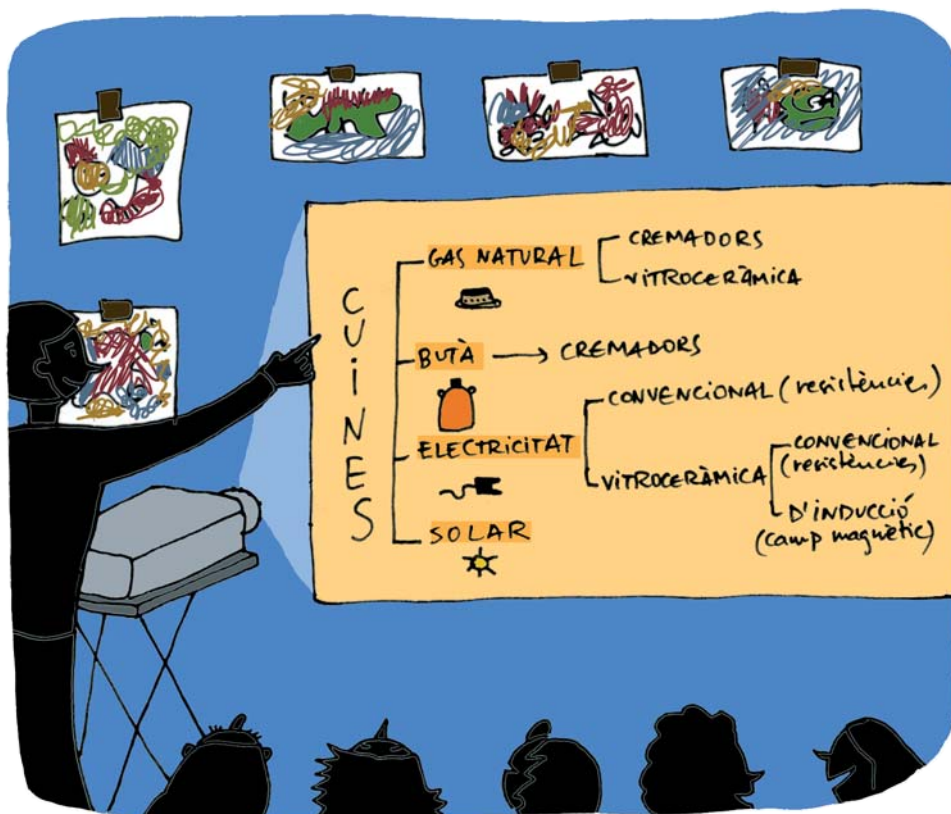 CUINES
GAS NATURAL
CREMADORS
VITROCERÀMICA
BUTÀ
CREMADORS
ELECTRICITAT
CONVENCIONAL (resistències)
VITROCERÀMICA
CONVENCIONAL
(resistències)
D'INDUCCIÓ
(camp magnètic)
SOLAR